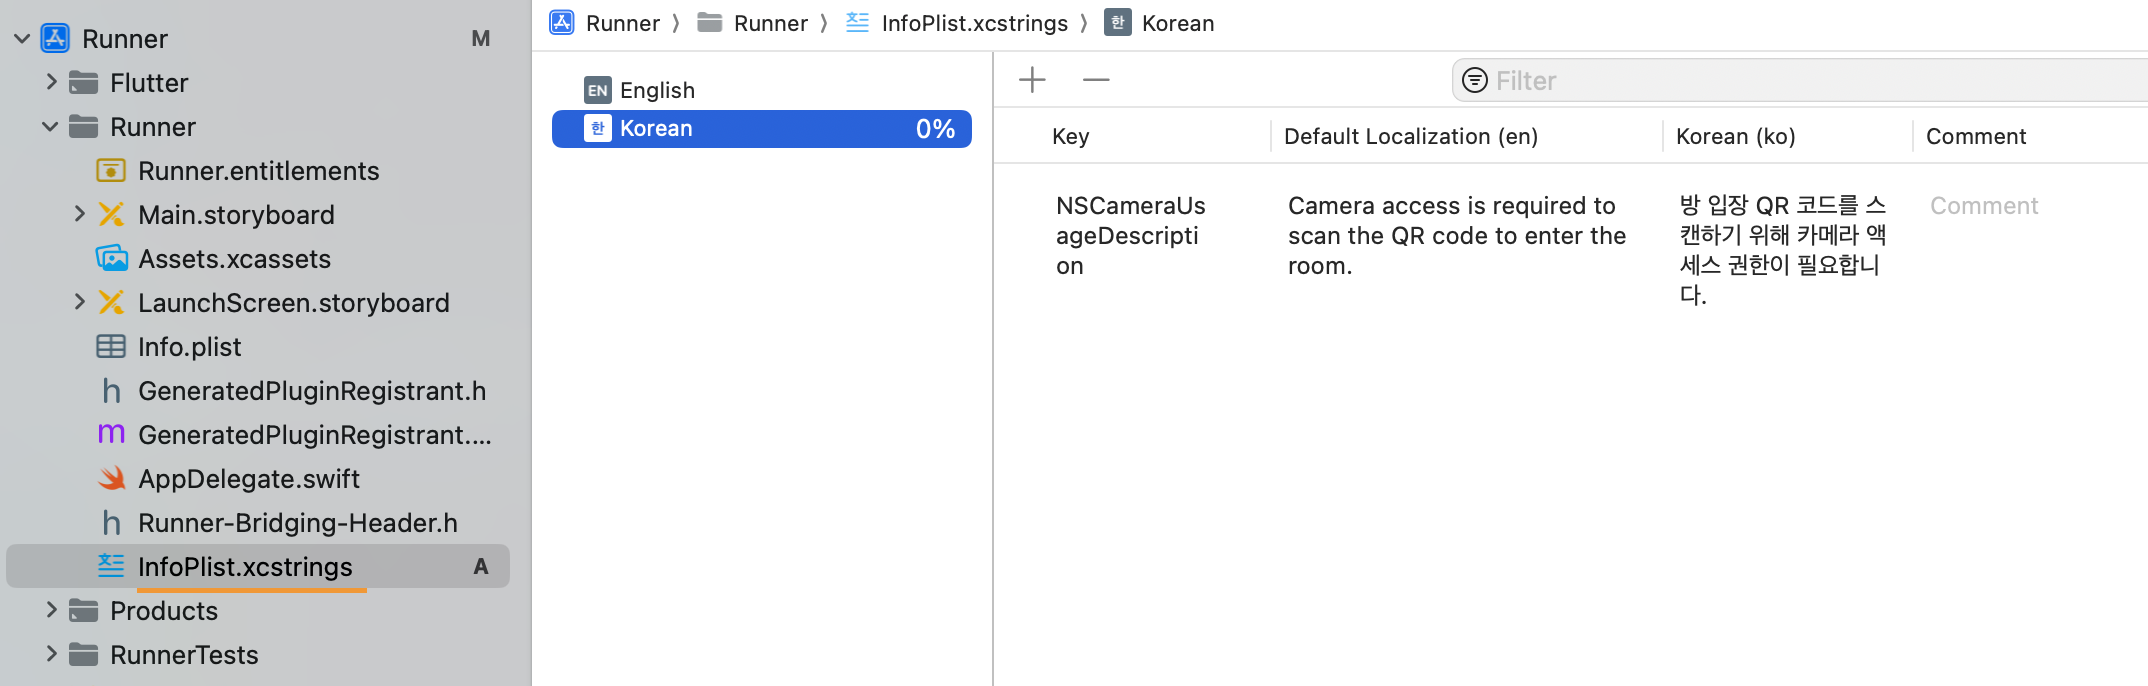 Runner M
Flutter
Runner
Runner.entitlements
Main.storyboard
Assets.xcassets
LaunchScreen.storyboard
Info.plist
GeneratedPluginRegistrant.h
GeneratedPluginRegistrant....
AppDelegate.swift
Runner-Bridging-Header.h
InfoPlist.xcstrings A
Products
RunnerTests
Runner 〉 Runner 〉 InfoPlist.xcstrings 〉 한 Korean
EN English
한 Korean 0%
Filter
Key
Default Localization (en)
Korean (ko)
Comment
NSCameraUs
ageDescripti
on
Camera access is required to
scan the QR code to enter the
room.
방 입장 QR 코드를 스
캔하기 위해 카메라 액
세스 권한이 필요합니
다.
Comment